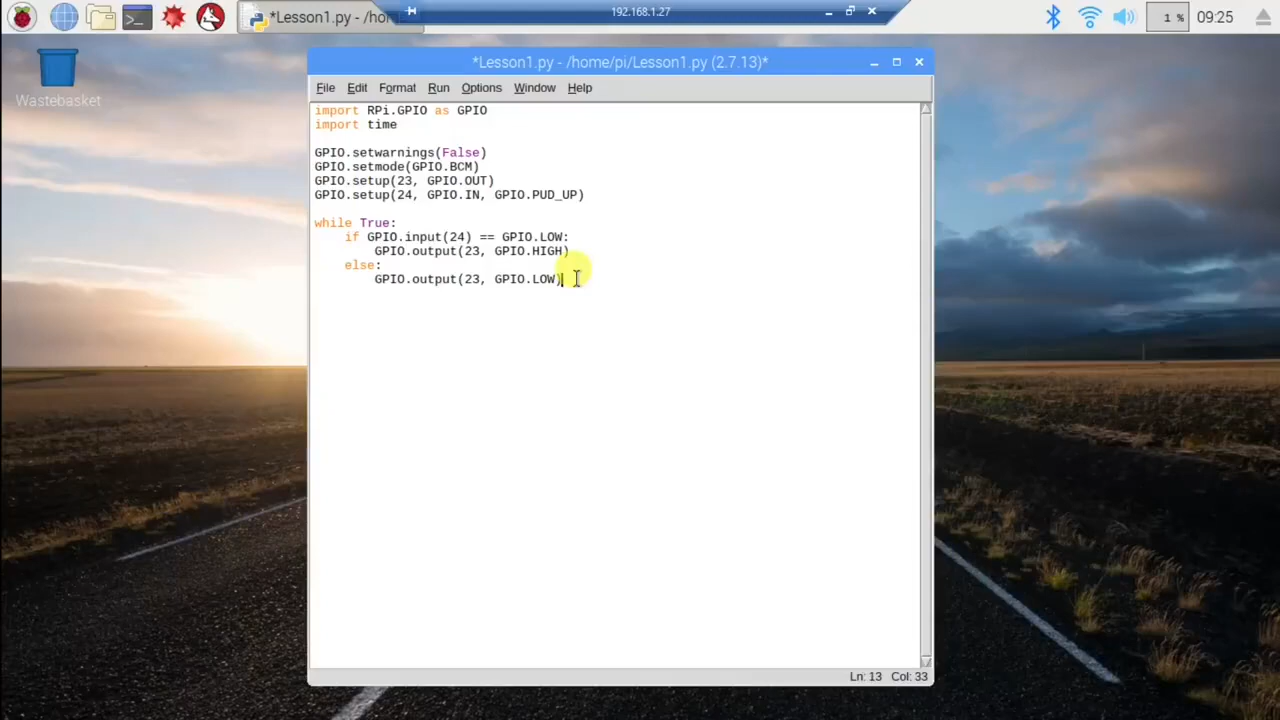 *Lesson1.py - /hom
192.168.1.27
1 %
09:25
Wastebasket
*Lesson1.py - /home/pi/Lesson1.py (2.7.13)*
File Edit Format Run Options Window Help
import RPi.GPIO as GPIO
import time
GPIO.setwarnings(False)
GPIO.setmode(GPIO.BCM)
GPIO.setup(23, GPIO.OUT)
GPIO.setup(24, GPIO.IN, GPIO.PUD_UP)
while True:
    if GPIO.input(24) == GPIO.LOW:
        GPIO.output(23, GPIO.HIGH)
    else:
        GPIO.output(23, GPIO.LOW)
Ln: 13 Col: 33